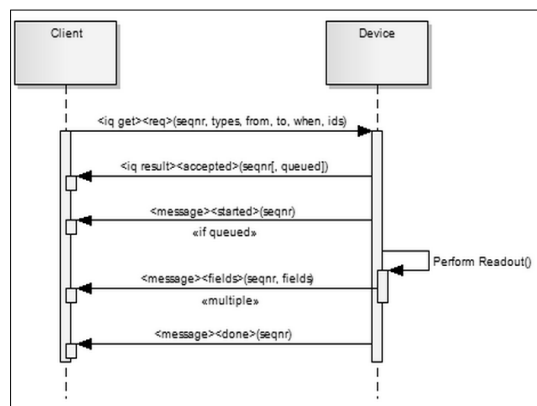 Client
Device
<iq get><req>(seqnr, types, from, to, when, ids)
<iq result><accepted>(seqnr[, queued])
<message><started>(seqnr)
«if queued»
Perform Readout()
<message><fields>(seqnr, fields)
«multiple»
<message><done>(seqnr)